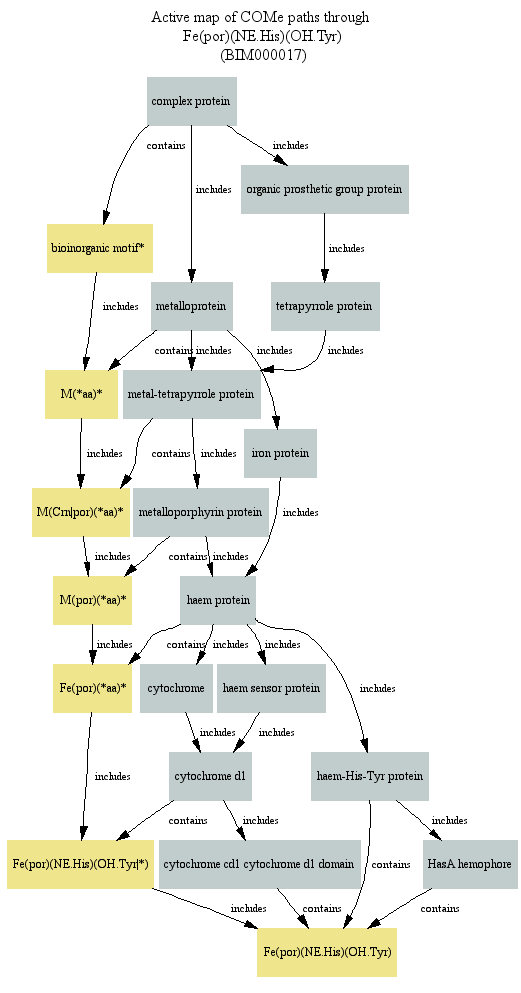 Active map of COMe paths through
Fe(por)(NE.His)(OH.Tyr)
(BIM000017)
complex protein
contains
includes
includes
organic prosthetic group protein
bioinorganic motif*
includes
includes
metalloprotein
tetrapyrrole protein
contains
includes
includes
includes
M(*aa)*
metal-tetrapyrrole protein
iron protein
includes
contains
includes
includes
M(Crn|por)(*aa)*
metalloporphyrin protein
includes
contains
includes
M(por)(*aa)*
haem protein
includes
contains
includes
includes
includes
Fe(por)(*aa)*
cytochrome
haem sensor protein
includes
includes
includes
cytochrome d1
haem-His-Tyr protein
contains
includes
includes
contains
Fe(por)(NE.His)(OH.Tyr|*)
cytochrome cd1 cytochrome d1 domain
HasA hemophore
includes
contains
contains
Fe(por)(NE.His)(OH.Tyr)